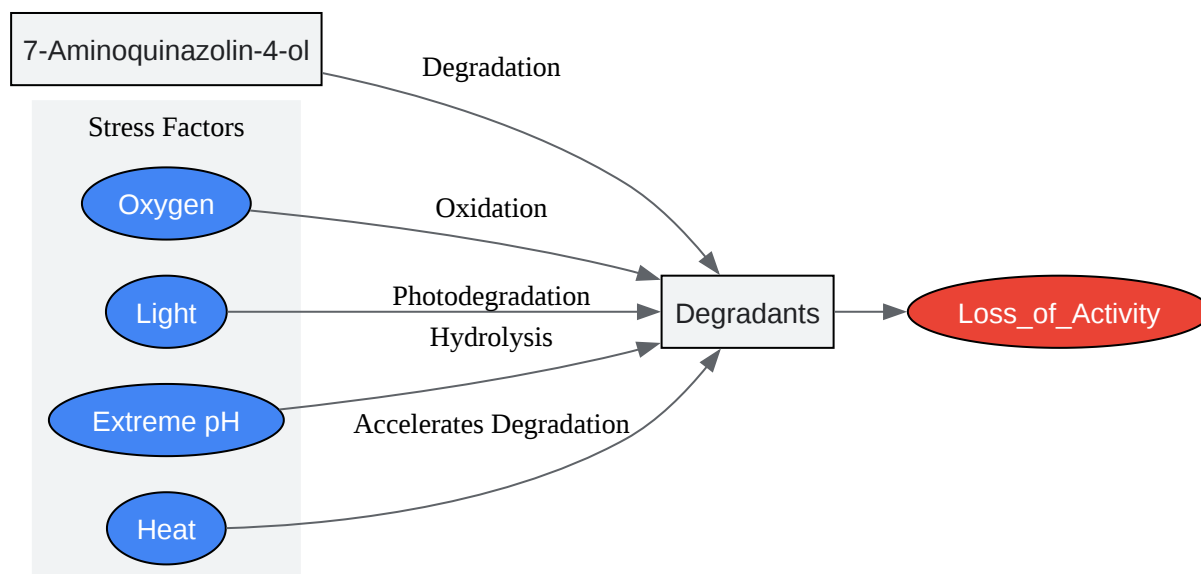 7-Aminoquinazolin-4-ol
Degradation
Stress Factors
Oxygen
Oxidation
Light
Photodegradation
Hydrolysis
Degradants
Loss_of_Activity
Extreme pH
Accelerates Degradation
Heat